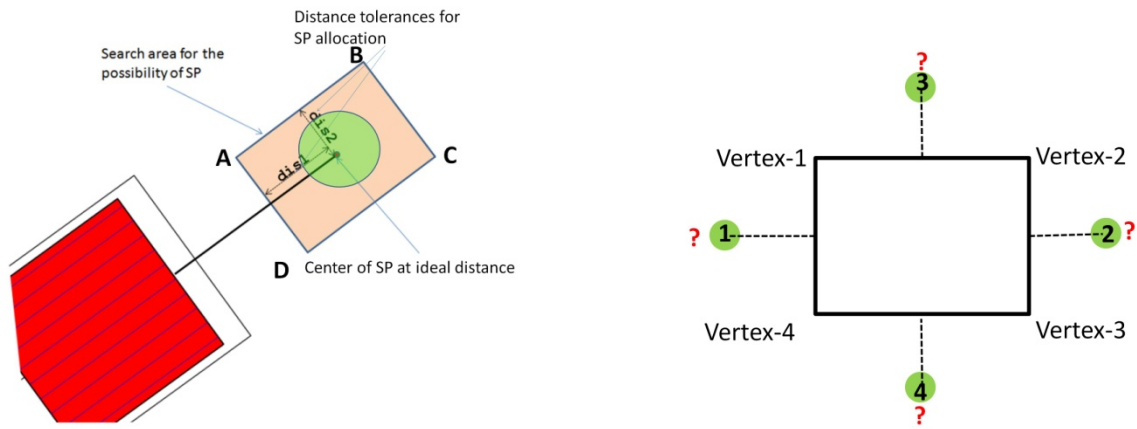 Distance tolerances for
SP allocation
Search area for the
possibility of SP
B
A
C
D
dis1
dis2
Center of SP at ideal distance
?
3
Vertex-1
Vertex-2
?
1
2
?
Vertex-4
Vertex-3
4
?